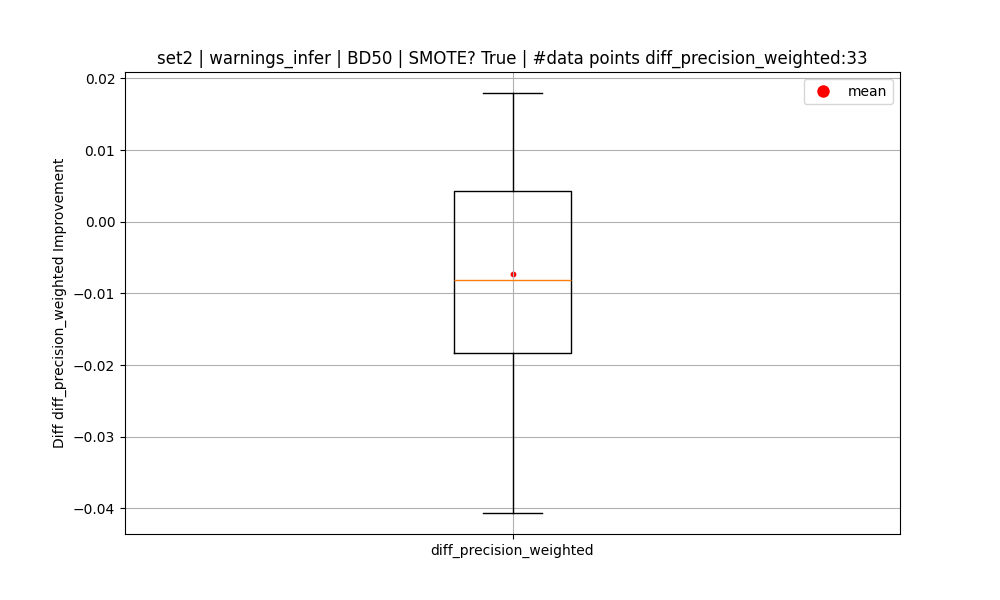 set2 | warnings_infer | BD50 | SMOTE? True | #data points diff_precision_weighted:33
mean
Diff diff_precision_weighted Improvement
0.02
0.01
0.00
−0.01
−0.02
−0.03
−0.04
diff_precision_weighted